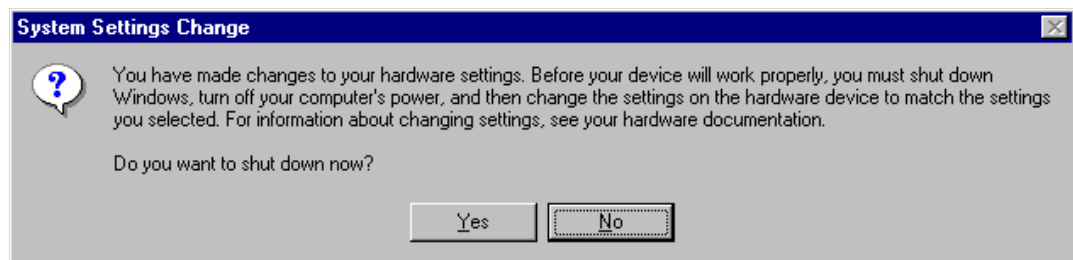 System Settings Change
You have made changes to your hardware settings. Before your device will work properly, you must shut down
Windows, turn off your computer's power, and then change the settings on the hardware device to match the settings
you selected. For information about changing settings, see your hardware documentation.
Do you want to shut down now?
Yes No